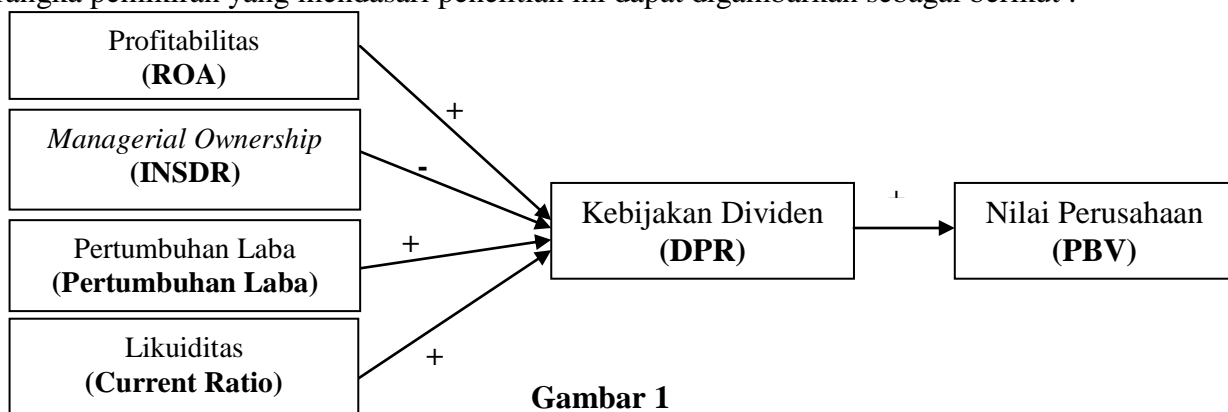 pemikiran yang mendasari penelitian ini dapat digambarkan sebagai berikut :
Profitabilitas
(ROA)
+
Managerial Ownership
(INSDR)
-
Kebijakan Dividen
(DPR)
Nilai Perusahaan
(PBV)
Pertumbuhan Laba
(Pertumbuhan Laba)
+
Likuiditas
(Current Ratio)
+
Gambar 1